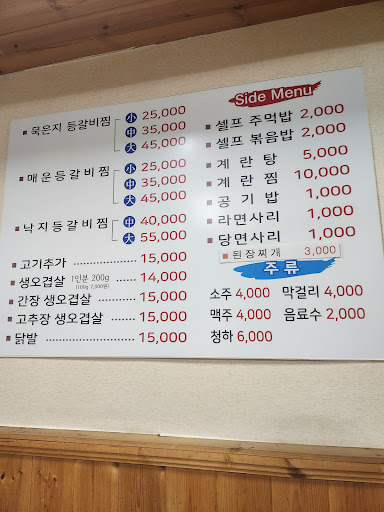 묵은지 등갈비찜 小 25,000
中 35,000
大 45,000
매운등갈비찜 小 25,000
中 35,000
大 45,000
낙지등갈비찜 中 40,000
大 55,000
고기추가 ........ 15,000
생오겹살 1인분 200g (100g 7,000원) ........ 14,000
간장 생오겹살 ........ 15,000
고추장 생오겹살 ........ 15,000
닭발 ........ 15,000
Side Menu
셀프 주먹밥 2,000
셀프 볶음밥 2,000
계란탕 5,000
계란찜 10,000
공기밥 1,000
라면사리 1,000
당면사리 1,000
된장찌개 3,000
주류
소주 4,000 막걸리 4,000
맥주 4,000 음료수 2,000
청하 6,000